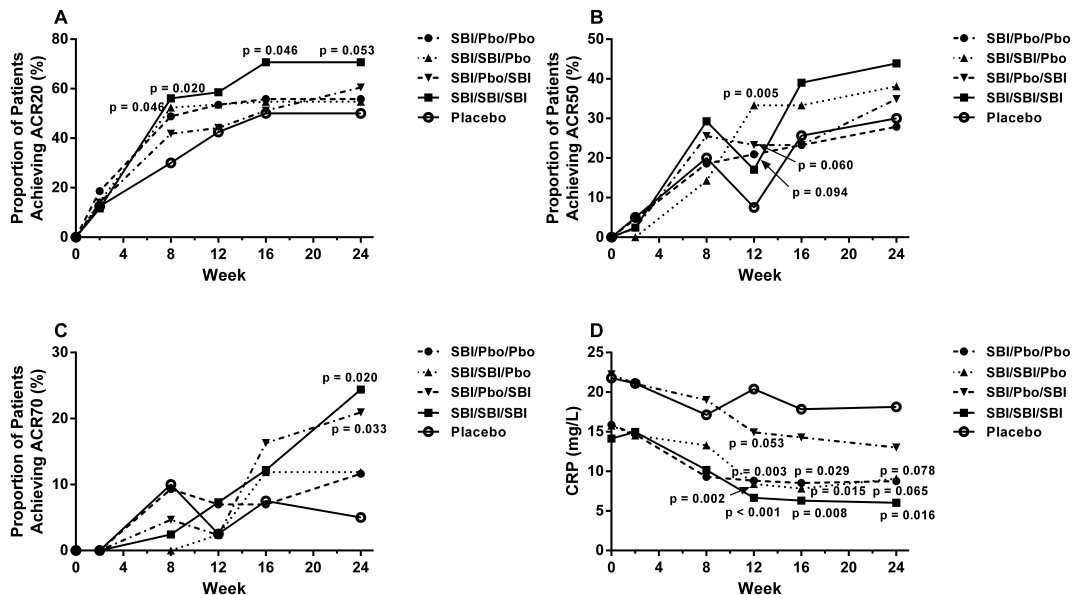 A
Proportion of Patients
Achieving ACR20 (%)
80
60
40
20
0
0 4 8 12 16 20 24
Week
p = 0.046
p = 0.020
p = 0.046
p = 0.053
SBI/Pbo/Pbo
SBI/SBI/Pbo
SBI/Pbo/SBI
SBI/SBI/SBI
Placebo
B
Proportion of Patients
Achieving ACR50 (%)
50
40
30
20
10
0
0 4 8 12 16 20 24
Week
p = 0.005
p = 0.060
p = 0.094
SBI/Pbo/Pbo
SBI/SBI/Pbo
SBI/Pbo/SBI
SBI/SBI/SBI
Placebo
C
Proportion of Patients
Achieving ACR70 (%)
30
20
10
0
0 4 8 12 16 20 24
Week
p = 0.020
p = 0.033
SBI/Pbo/Pbo
SBI/SBI/Pbo
SBI/Pbo/SBI
SBI/SBI/SBI
Placebo
D
CRP (mg/L)
25
20
15
10
5
0
0 4 8 12 16 20 24
Week
p = 0.053
p = 0.003
p = 0.029
p = 0.078
p = 0.002
p = 0.015
p = 0.065
p < 0.001
p = 0.008
p = 0.016
SBI/Pbo/Pbo
SBI/SBI/Pbo
SBI/Pbo/SBI
SBI/SBI/SBI
Placebo